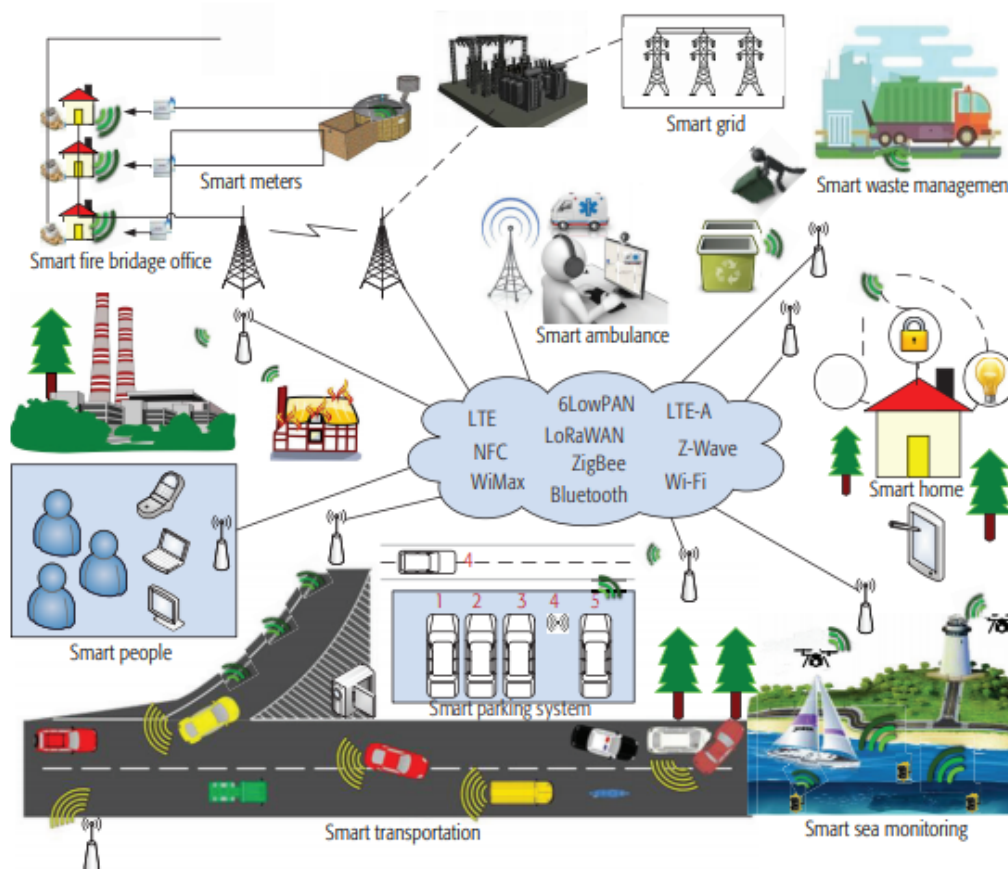 Smart grid
Smart meters
Smart waste management
Smart fire bridage office
Smart ambulance
LTE
6LowPAN
LTE-A
NFC
LoRaWAN
Z-Wave
ZigBee
WiMax
Bluetooth
Wi-Fi
Smart home
4
1 2 3 4 5
Smart people
Smart parking system
Smart transportation
Smart sea monitoring